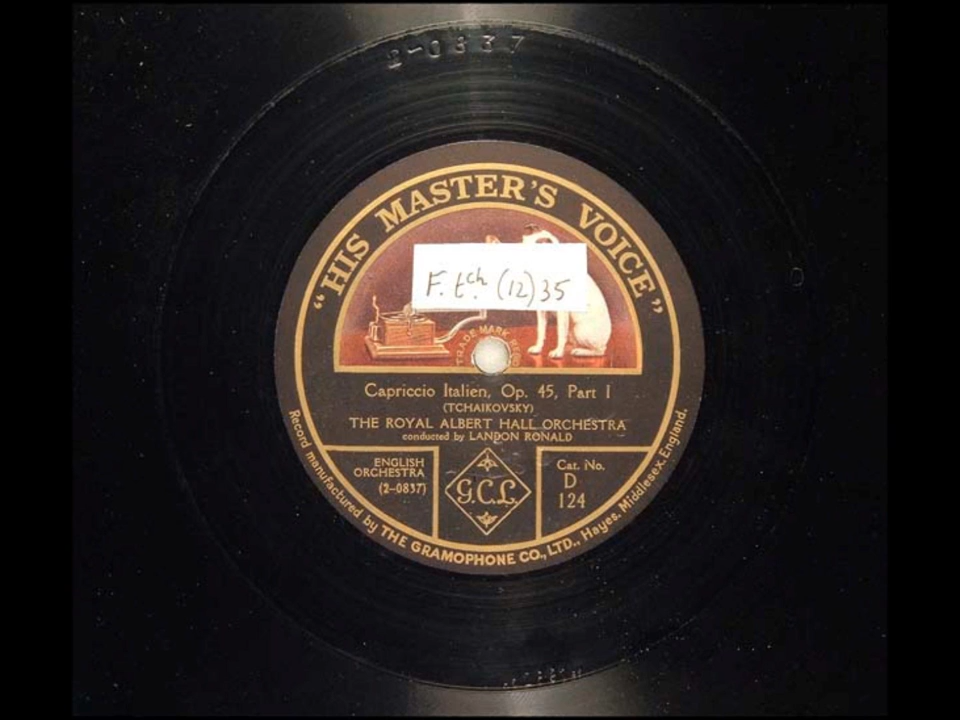 2-0837
“HIS MASTER'S VOICE”
F. tch. (12) 35
TRADE MARK REGD
Capriccio Italien, Op. 45, Part I
(TCHAIKOVSKY)
THE ROYAL ALBERT HALL ORCHESTRA
conducted by LANDON RONALD
ENGLISH
ORCHESTRA
(2-0837)
G.C.L.
Cat. No.
D
124
Record manufactured by THE GRAMOPHONE CO., LTD., Hayes, Middlesex, England.